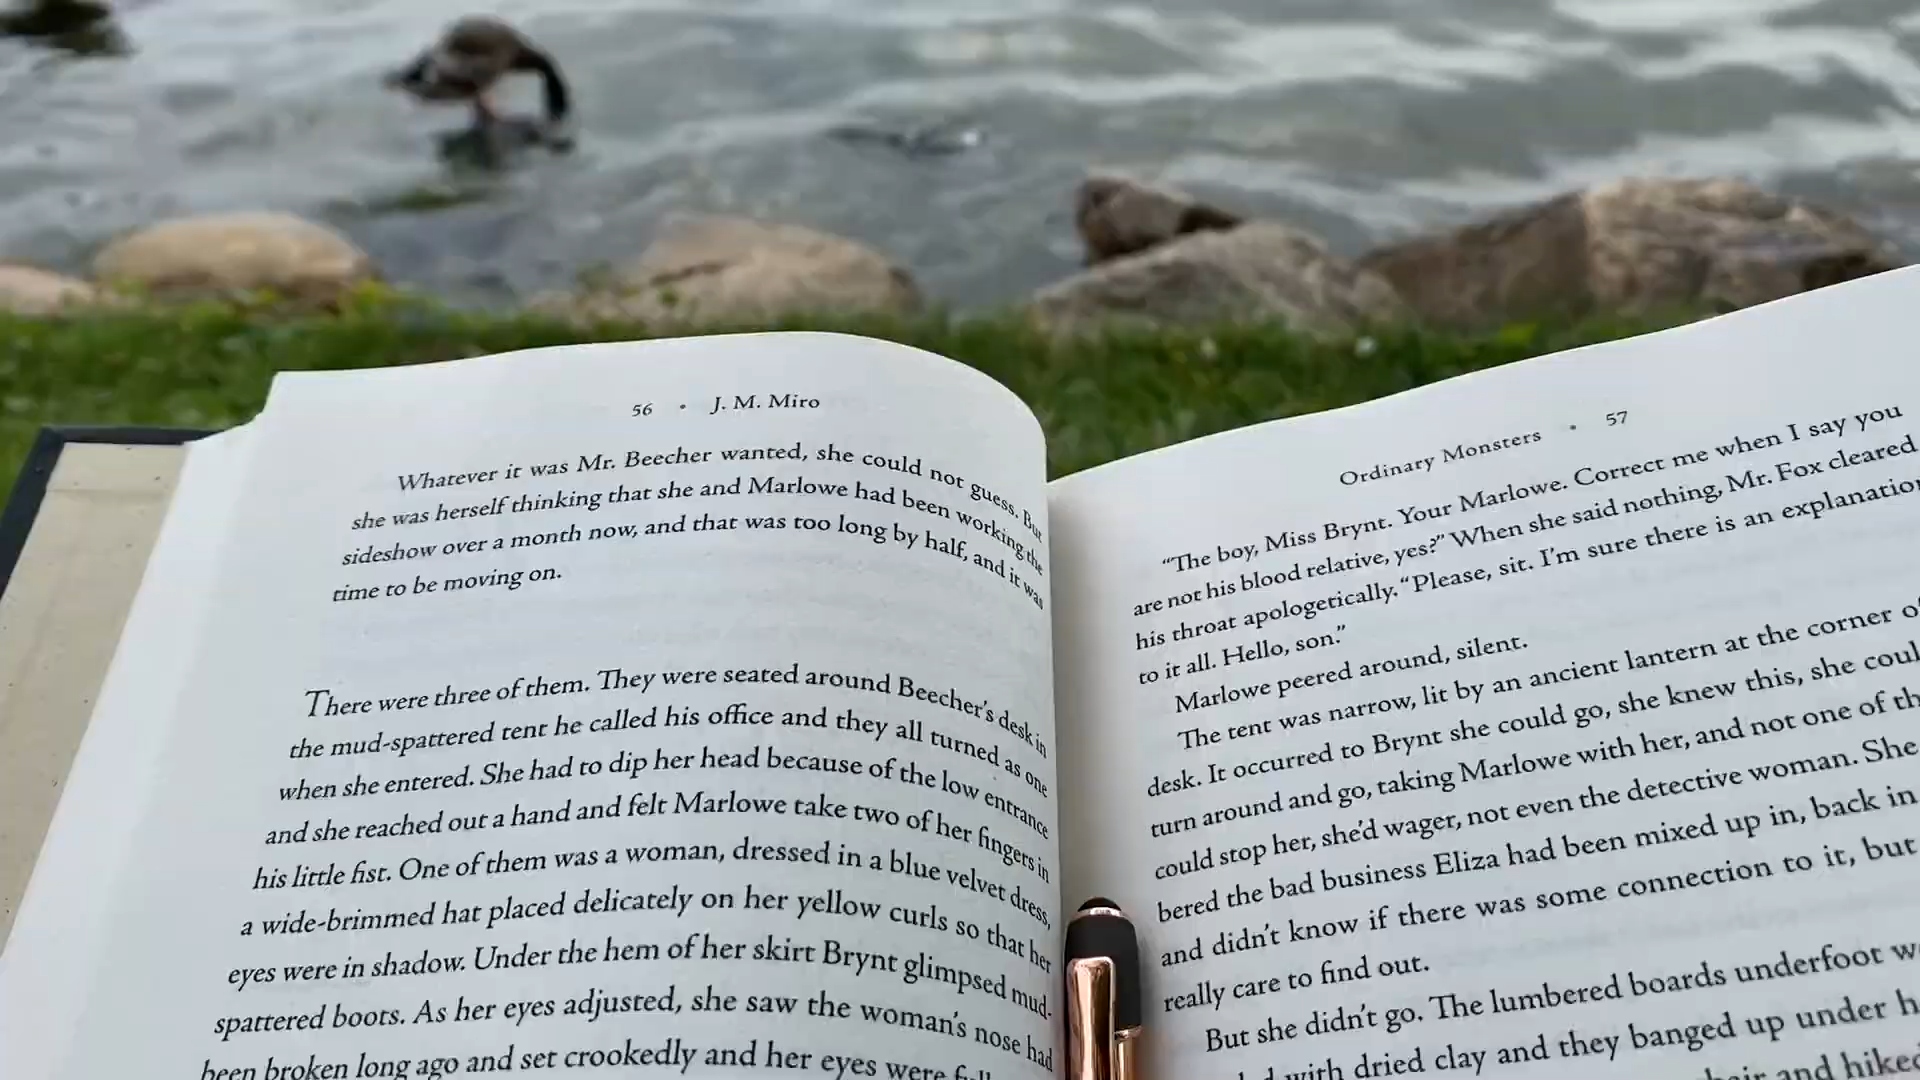 56 • J. M. Miro
Whatever it was Mr. Beecher wanted, she could not guess. But
she was herself thinking that she and Marlowe had been working the
sideshow over a month now, and that was too long by half, and it was
time to be moving on.
There were three of them. They were seated around Beecher's desk in
the mud-spattered tent he called his office and they all turned as one
when she entered. She had to dip her head because of the low entrance
and she reached out a hand and felt Marlowe take two of her fingers in
his little fist. One of them was a woman, dressed in a blue velvet dress,
a wide-brimmed hat placed delicately on her yellow curls so that her
eyes were in shadow. Under the hem of her skirt Brynt glimpsed mud-
spattered boots. As her eyes adjusted, she saw the woman's nose had
been broken long ago and set crookedly and her eyes were
Ordinary Monsters • 57
“The boy, Miss Brynt. Your Marlowe. Correct me when I say you
are not his blood relative, yes?” When she said nothing, Mr. Fox cleared
his throat apologetically. “Please, sit. I'm sure there is an explanation
to it all. Hello, son.”
Marlowe peered around, silent.
The tent was narrow, lit by an ancient lantern at the corner of
desk. It occurred to Brynt she could go, she knew this, she could
turn around and go, taking Marlowe with her, and not one of
could stop her, she'd wager, not even the detective woman. She
bered the bad business Eliza had been mixed up in, back in
and didn't know if there was some connection to it, but
really care to find out.
But she didn't go. The lumbered boards underfoot
with dried clay and they banged up under
and hiked